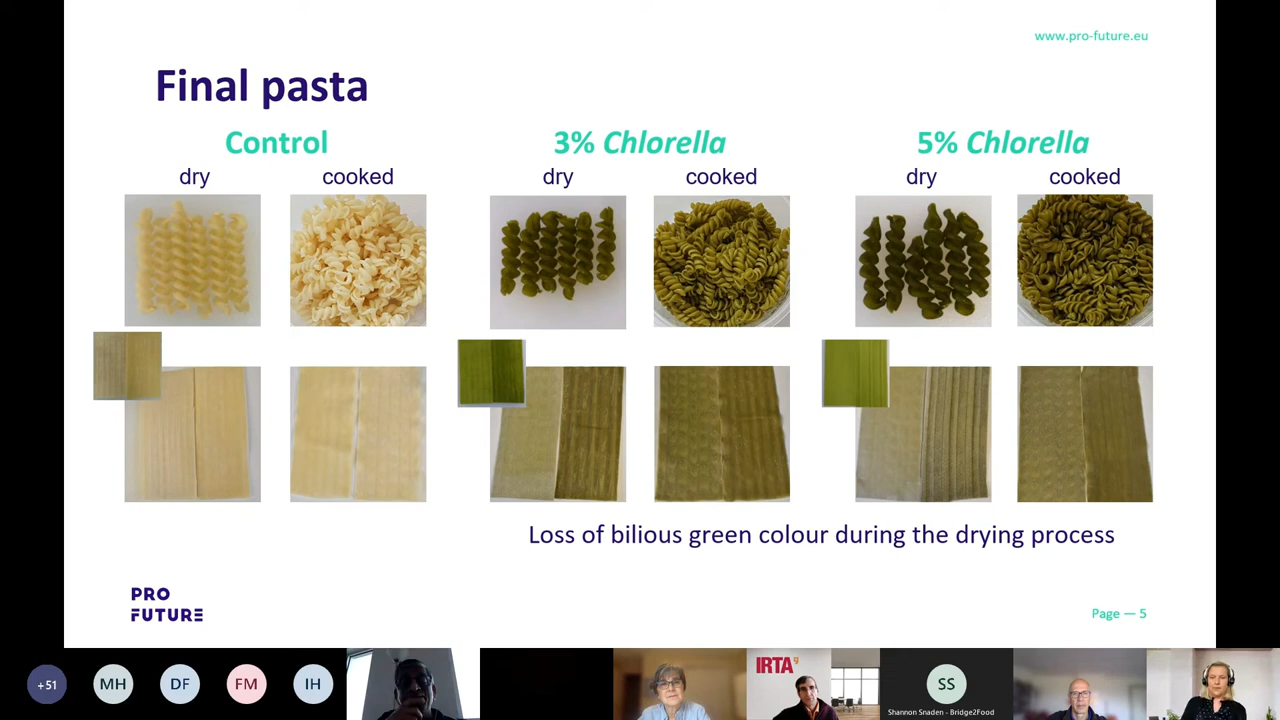 www.pro-future.eu
Final pasta
Control
3% Chlorella
5% Chlorella
dry
cooked
dry
cooked
dry
cooked
Loss of bilious green colour during the drying process
PRO
FUTURE
Page — 5
+51
MH
DF
FM
IH
IRTA
SS
Shannon Snaden - Bridge2Food